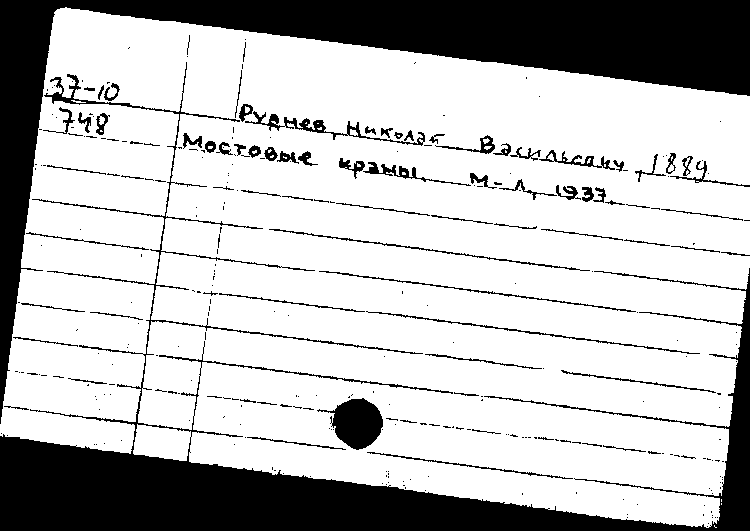 37-10
748
Руднев, Николай Васильевич, 1889
Мостовые краны. М-Л, 1937.